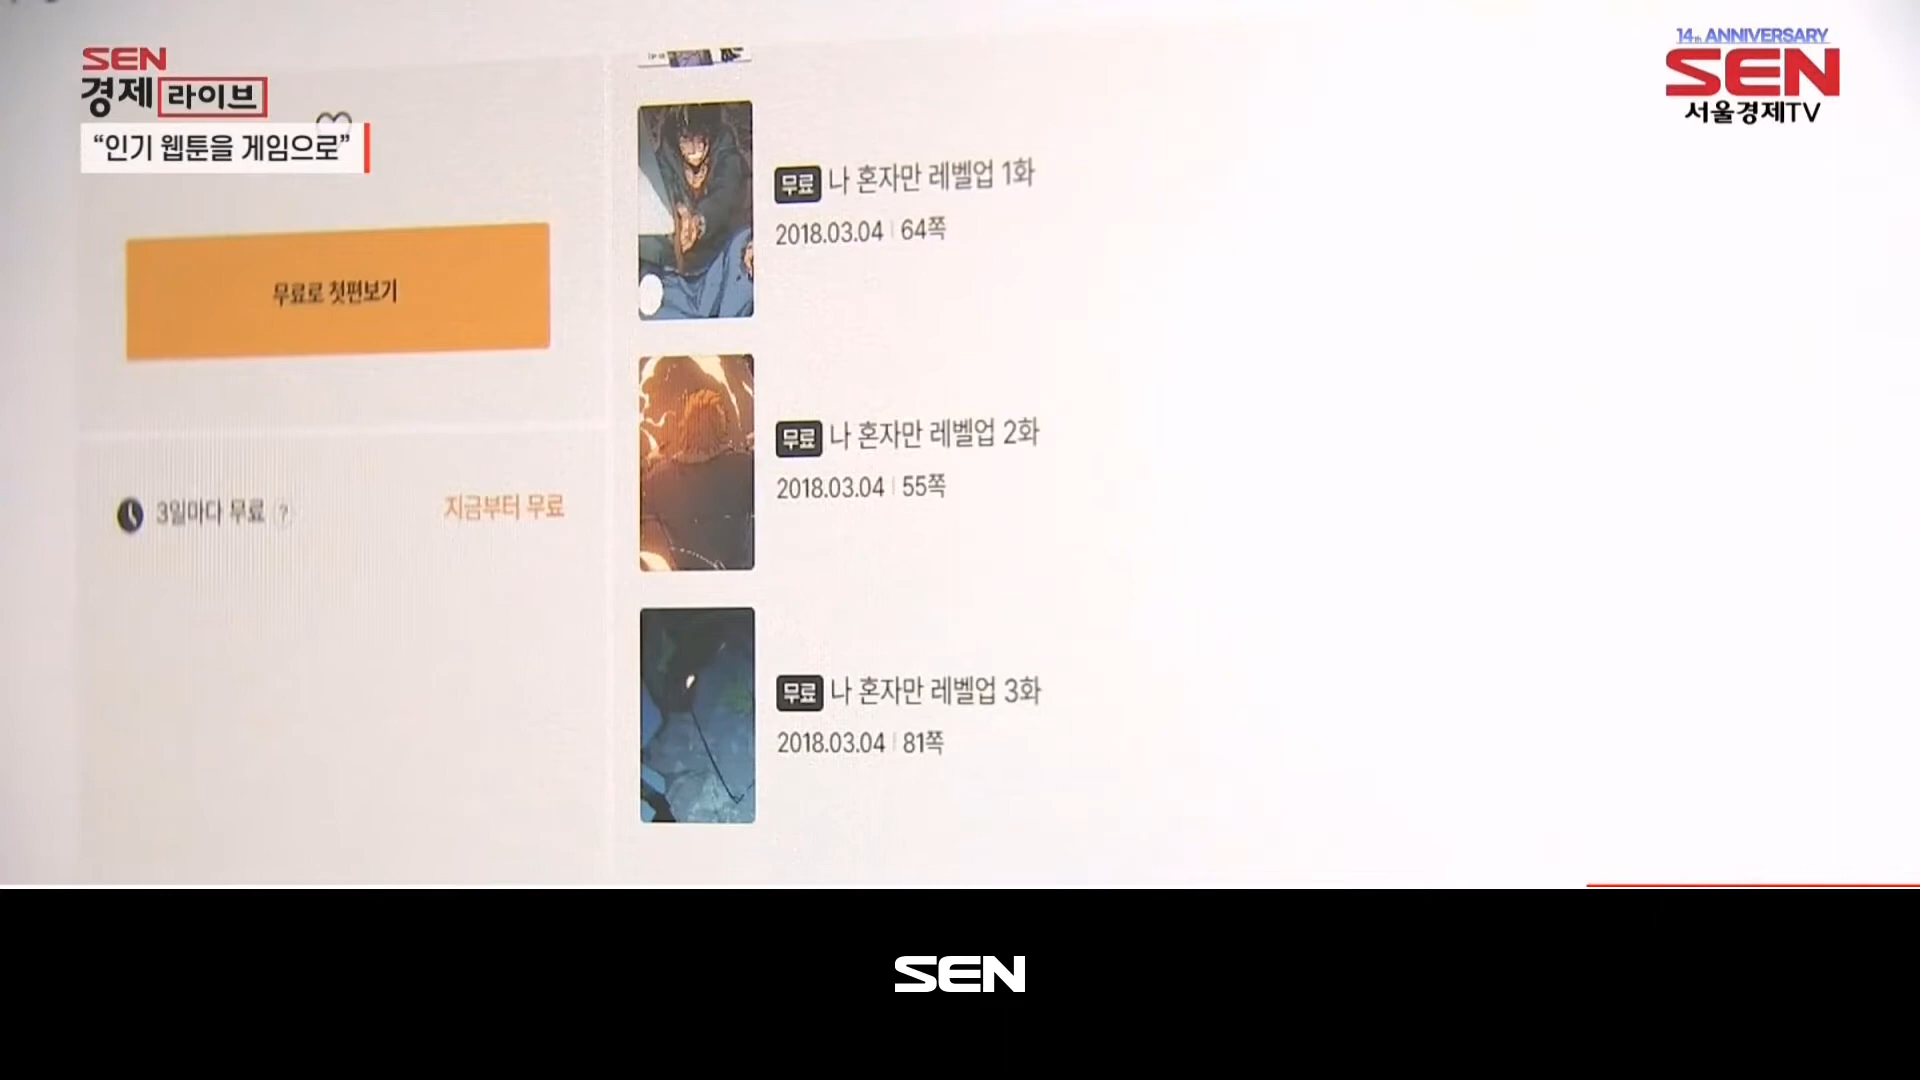 SEN
경제 라이브
“인기 웹툰을 게임으로”
14th ANNIVERSARY
SEN
서울경제TV
무료로 첫편보기
3일마다 무료 ?
지금부터 무료
무료 나 혼자만 레벨업 1화
2018.03.04 | 64쪽
무료 나 혼자만 레벨업 2화
2018.03.04 | 55쪽
무료 나 혼자만 레벨업 3화
2018.03.04 | 81쪽
SEN